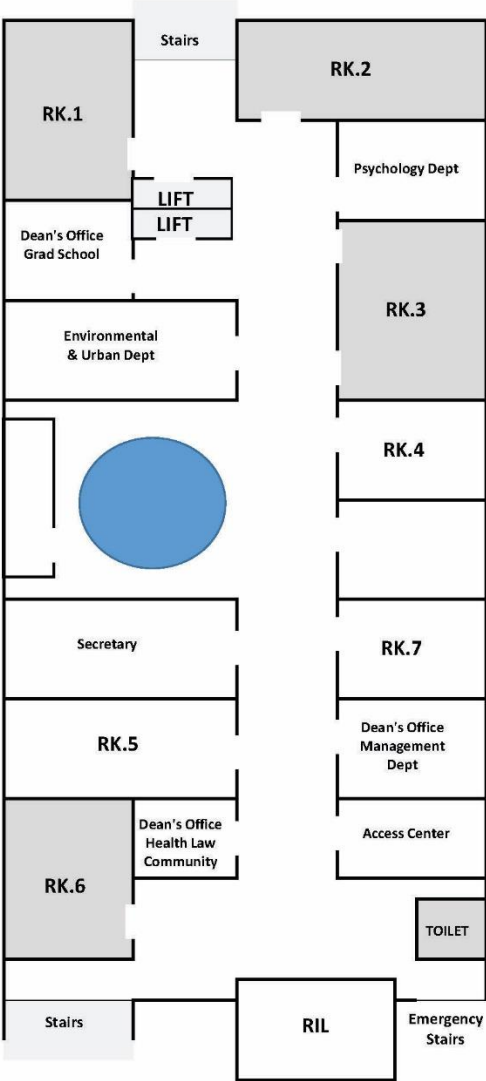 Stairs
RK.1
RK.2
Psychology Dept
LIFT
LIFT
Dean's Office
Grad School
RK.3
Environmental
& Urban Dept
RK.4
Secretary
RK.7
RK.5
Dean's Office
Management
Dept
Dean's Office
Health Law
Community
Access Center
RK.6
TOILET
Stairs
RIL
Emergency
Stairs